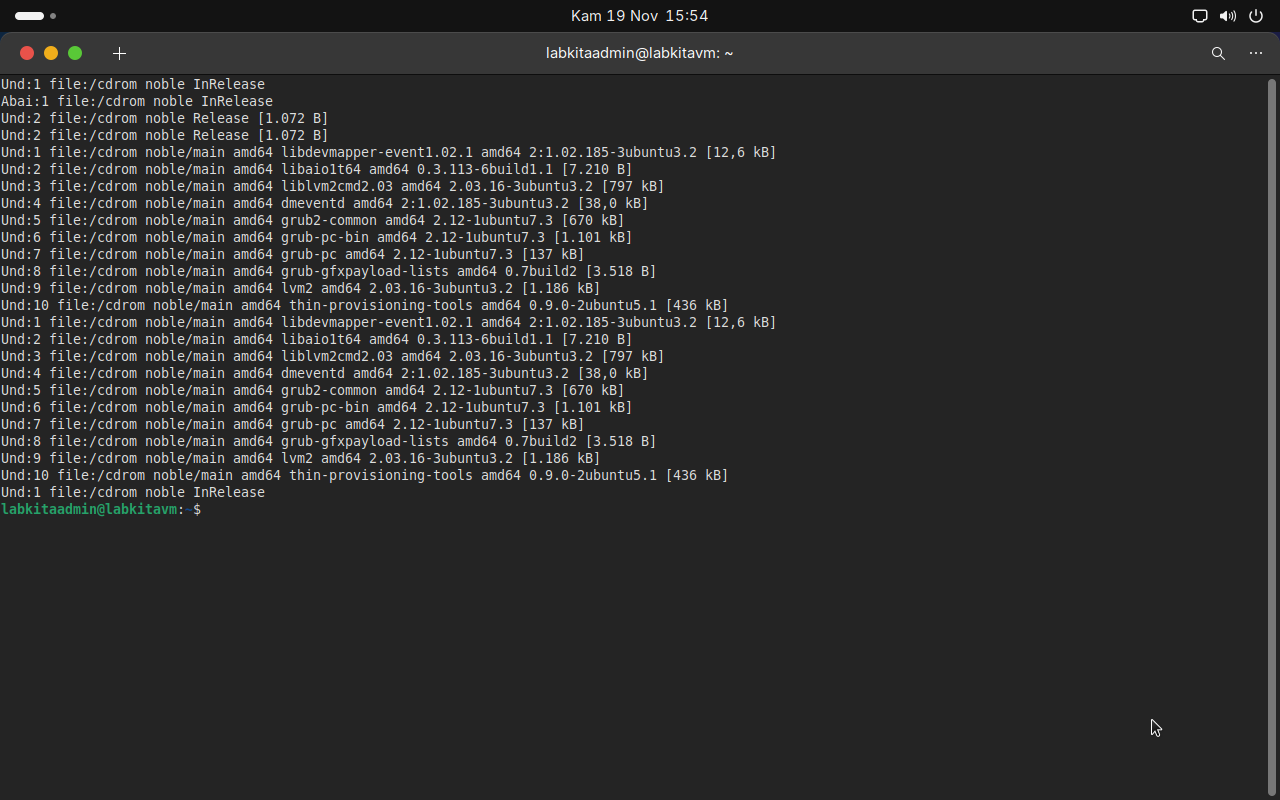 Kam 19 Nov 15:54
labkitaadmin@labkitavm: ~
Und:1 file:/cdrom noble InRelease
Abai:1 file:/cdrom noble InRelease
Und:2 file:/cdrom noble Release [1.072 B]
Und:2 file:/cdrom noble Release [1.072 B]
Und:1 file:/cdrom noble/main amd64 libdevmapper-event1.02.1 amd64 2:1.02.185-3ubuntu3.2 [12,6 kB]
Und:2 file:/cdrom noble/main amd64 libaio1t64 amd64 0.3.113-6build1.1 [7.210 B]
Und:3 file:/cdrom noble/main amd64 liblvm2cmd2.03 amd64 2.03.16-3ubuntu3.2 [797 kB]
Und:4 file:/cdrom noble/main amd64 dmeventd amd64 2:1.02.185-3ubuntu3.2 [38,0 kB]
Und:5 file:/cdrom noble/main amd64 grub2-common amd64 2.12-1ubuntu7.3 [670 kB]
Und:6 file:/cdrom noble/main amd64 grub-pc-bin amd64 2.12-1ubuntu7.3 [1.101 kB]
Und:7 file:/cdrom noble/main amd64 grub-pc amd64 2.12-1ubuntu7.3 [137 kB]
Und:8 file:/cdrom noble/main amd64 grub-gfxpayload-lists amd64 0.7build2 [3.518 B]
Und:9 file:/cdrom noble/main amd64 lvm2 amd64 2.03.16-3ubuntu3.2 [1.186 kB]
Und:10 file:/cdrom noble/main amd64 thin-provisioning-tools amd64 0.9.0-2ubuntu5.1 [436 kB]
Und:1 file:/cdrom noble/main amd64 libdevmapper-event1.02.1 amd64 2:1.02.185-3ubuntu3.2 [12,6 kB]
Und:2 file:/cdrom noble/main amd64 libaio1t64 amd64 0.3.113-6build1.1 [7.210 B]
Und:3 file:/cdrom noble/main amd64 liblvm2cmd2.03 amd64 2.03.16-3ubuntu3.2 [797 kB]
Und:4 file:/cdrom noble/main amd64 dmeventd amd64 2:1.02.185-3ubuntu3.2 [38,0 kB]
Und:5 file:/cdrom noble/main amd64 grub2-common amd64 2.12-1ubuntu7.3 [670 kB]
Und:6 file:/cdrom noble/main amd64 grub-pc-bin amd64 2.12-1ubuntu7.3 [1.101 kB]
Und:7 file:/cdrom noble/main amd64 grub-pc amd64 2.12-1ubuntu7.3 [137 kB]
Und:8 file:/cdrom noble/main amd64 grub-gfxpayload-lists amd64 0.7build2 [3.518 B]
Und:9 file:/cdrom noble/main amd64 lvm2 amd64 2.03.16-3ubuntu3.2 [1.186 kB]
Und:10 file:/cdrom noble/main amd64 thin-provisioning-tools amd64 0.9.0-2ubuntu5.1 [436 kB]
Und:1 file:/cdrom noble InRelease
labkitaadmin@labkitavm:~$